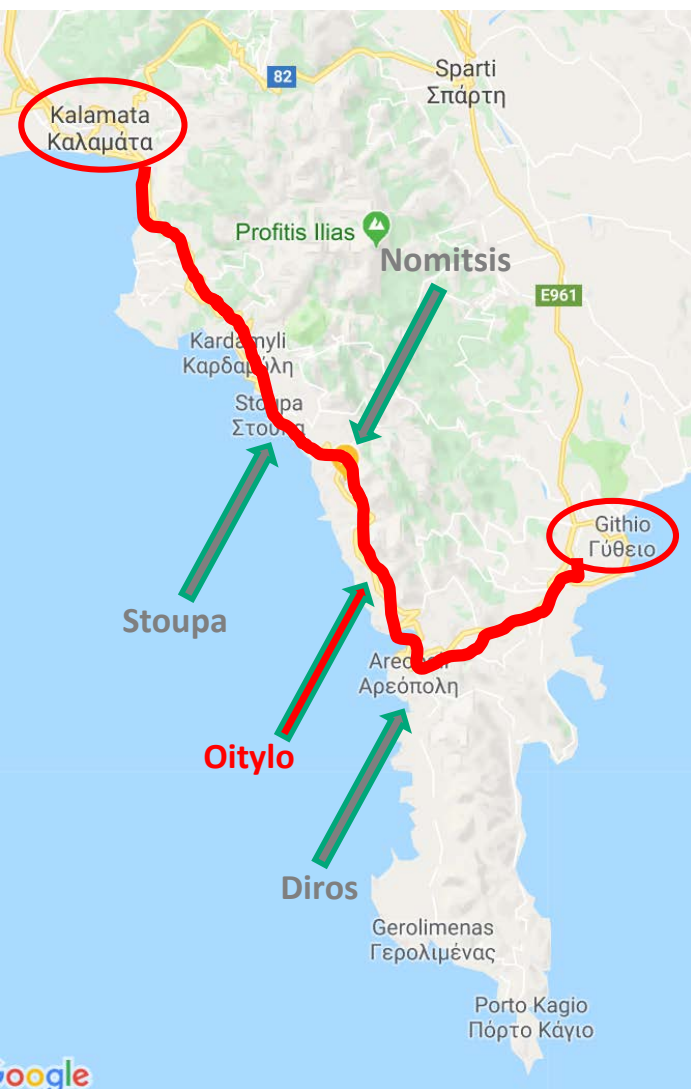 82
Sparti
Σπάρτη
Kalamata
Καλαμάτα
Profitis Ilias
Nomitsis
E961
Kardamyli
Καρδαμύλη
Stoupa
Στούπα
Githio
Γύθειο
Stoupa
Αρεόπολη
Oitylo
Diros
Gerolimenas
Γερολιμένας
Porto Kagio
Πόρτο Κάγιο
Google